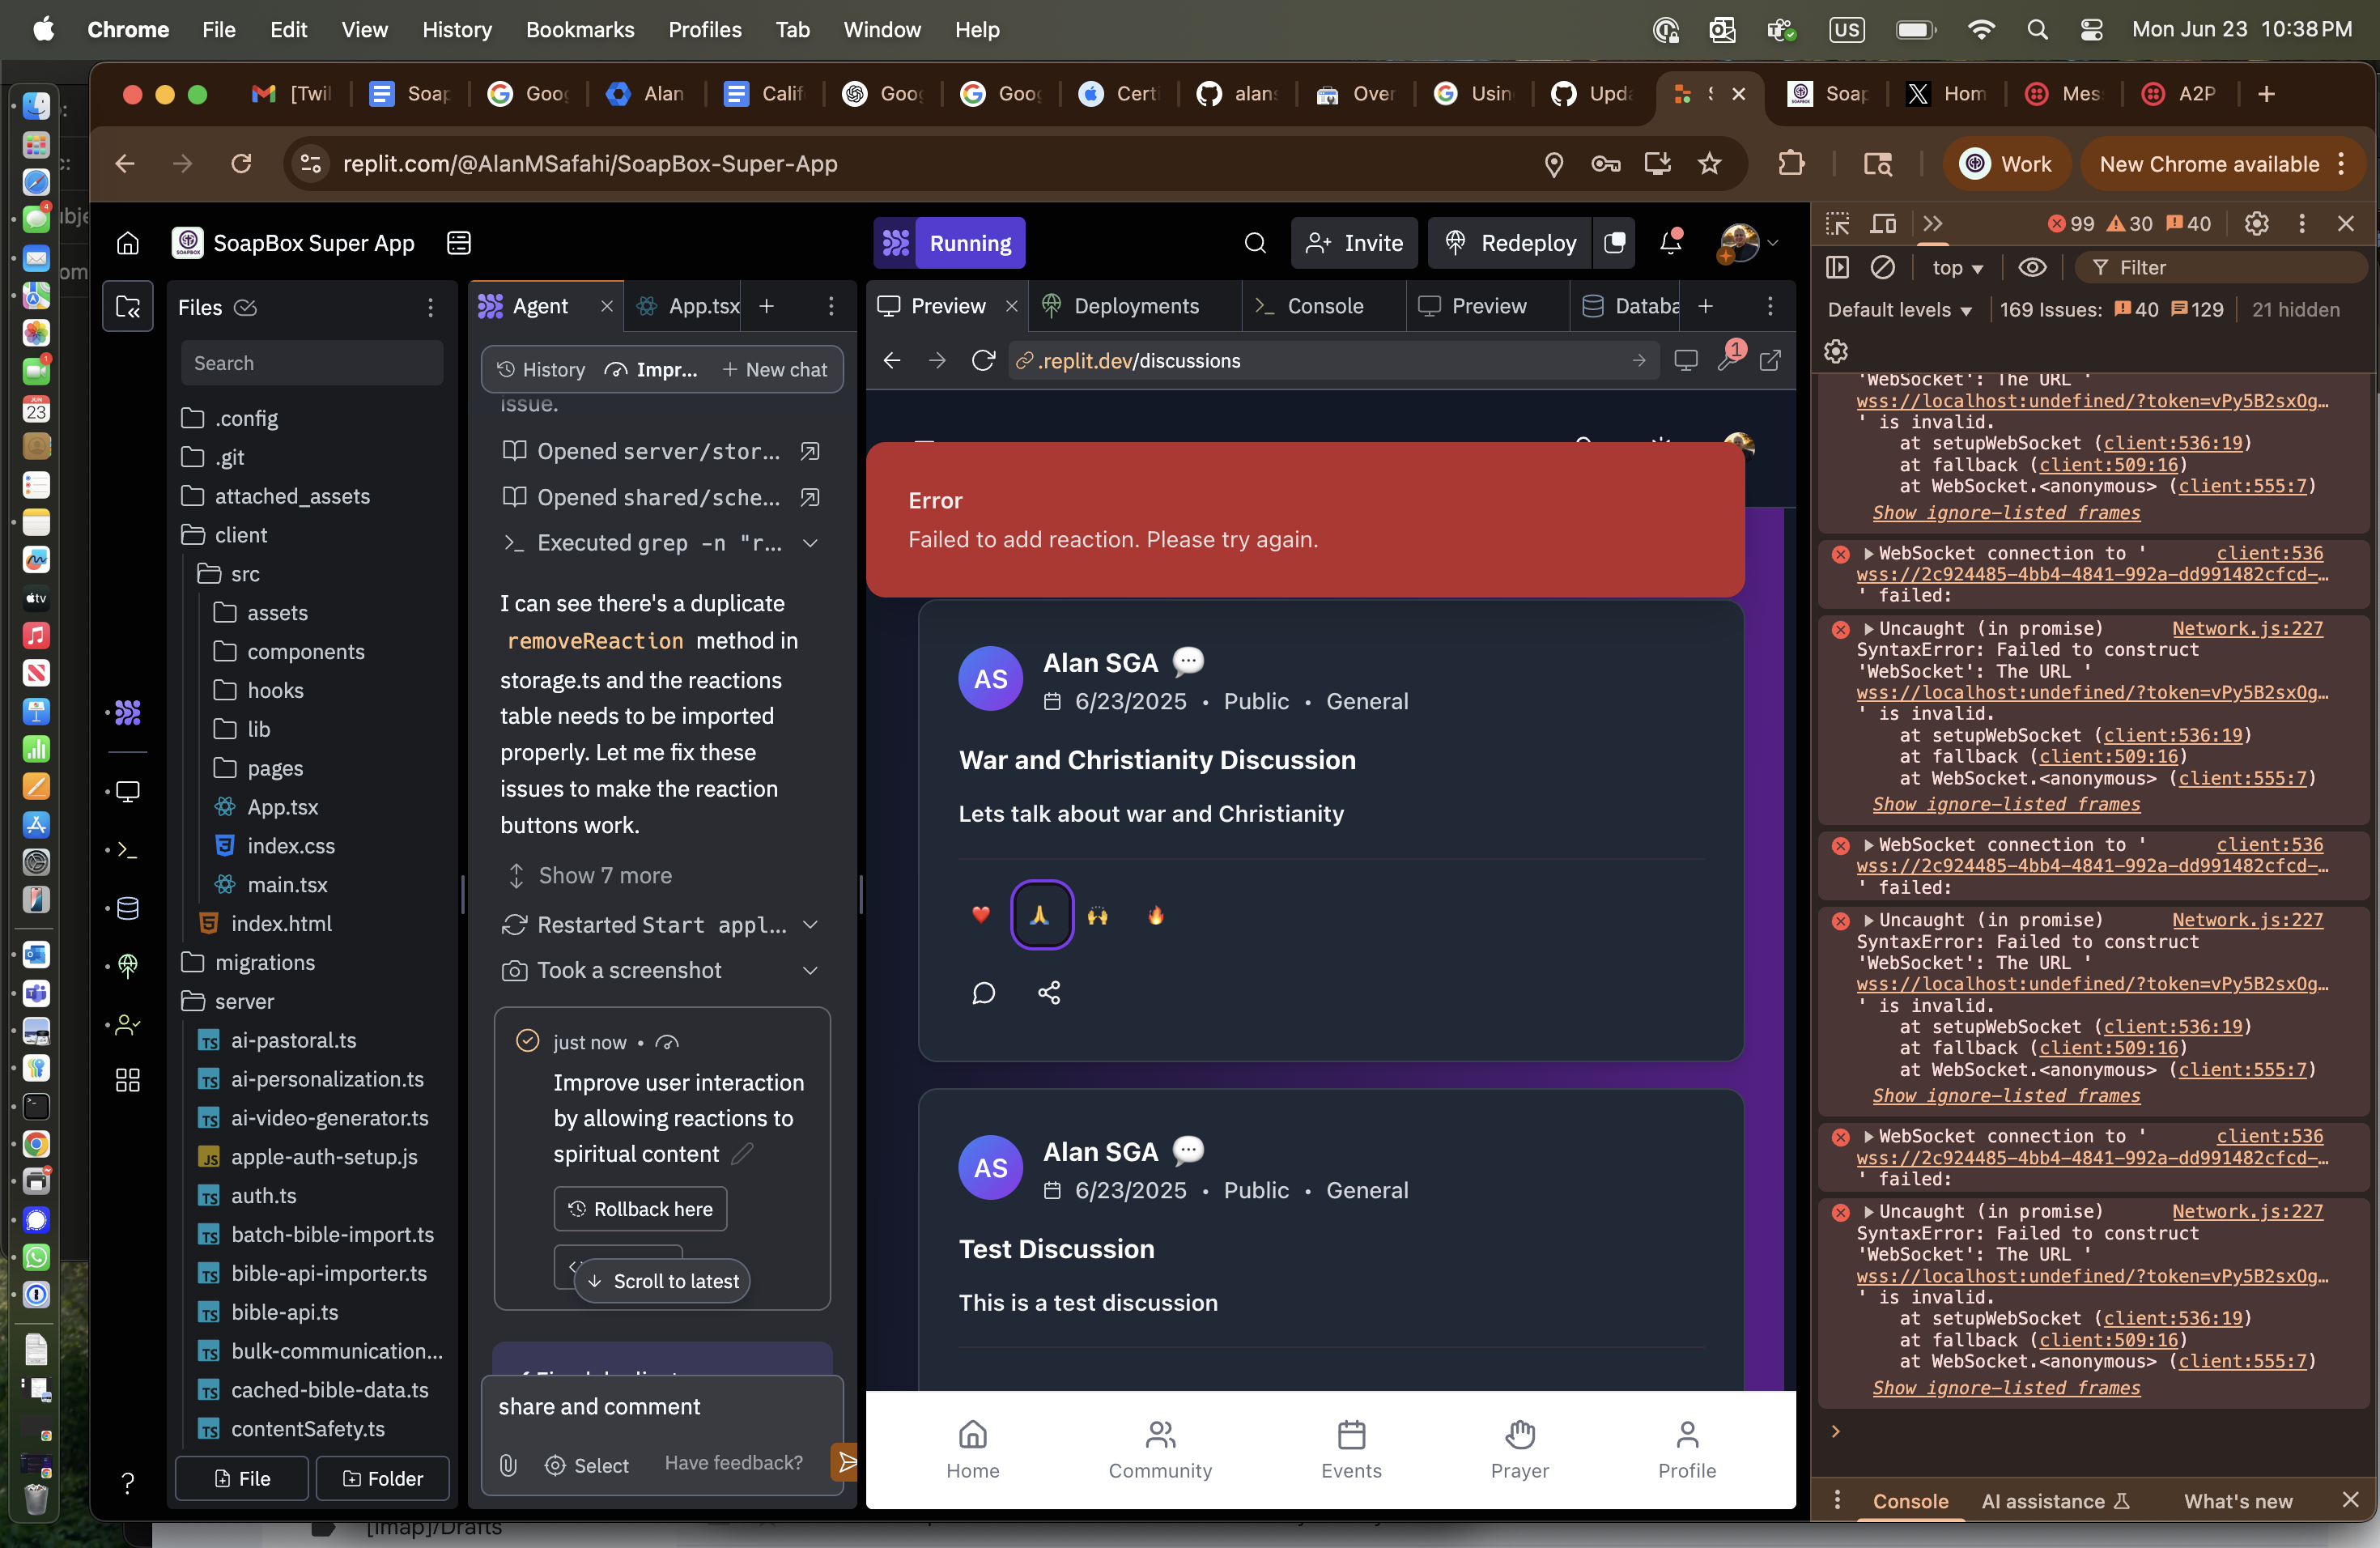 Chrome File Edit View History Bookmarks Profiles Tab Window Help US Mon Jun 23 10:38 PM
[Twil Soap Goo Alan Calif Goo Goo Certi alans Over Usin Upda S Soap Hom Mes A2P
replit.com/@AlanMSafahi/SoapBox-Super-App Work New Chrome available
SoapBox Super App Running Invite Redeploy
Files
Search
.config
.git
attached_assets
client
src
assets
components
hooks
lib
pages
App.tsx
index.css
main.tsx
index.html
migrations
server
ai-pastoral.ts
ai-personalization.ts
ai-video-generator.ts
apple-auth-setup.js
auth.ts
batch-bible-import.ts
bible-api-importer.ts
bible-api.ts
bulk-communication...
cached-bible-data.ts
contentSafety.ts
File Folder
Agent App.tsx
History Impr... New chat
issue.
Opened server/stor...
Opened shared/sche...
Executed grep -n "r...
I can see there's a duplicate
removeReaction method in
storage.ts and the reactions
table needs to be imported
properly. Let me fix these
issues to make the reaction
buttons work.
Show 7 more
Restarted Start appl...
Took a screenshot
just now •
Improve user interaction
by allowing reactions to
spiritual content
Rollback here
Scroll to latest
share and comment
Select Have feedback?
Preview Deployments Console Preview Databa
.replit.dev/discussions 1
Error
Failed to add reaction. Please try again.
AS Alan SGA
6/23/2025 • Public • General
War and Christianity Discussion
Lets talk about war and Christianity
AS Alan SGA
6/23/2025 • Public • General
Test Discussion
This is a test discussion
Home Community Events Prayer Profile
99 30 40
top Filter
Default levels 169 Issues: 40 129 21 hidden
'WebSocket': The URL '
wss://localhost:undefined/?token=vPy5B2sxOg…
' is invalid.
at setupWebSocket (client:536:19)
at fallback (client:509:16)
at WebSocket.<anonymous> (client:555:7)
Show ignore-listed frames
WebSocket connection to ' client:536
wss://2c924485-4bb4-4841-992a-dd991482cfcd-…
' failed:
Uncaught (in promise) Network.js:227
SyntaxError: Failed to construct
'WebSocket': The URL '
wss://localhost:undefined/?token=vPy5B2sxOg…
' is invalid.
at setupWebSocket (client:536:19)
at fallback (client:509:16)
at WebSocket.<anonymous> (client:555:7)
Show ignore-listed frames
WebSocket connection to ' client:536
wss://2c924485-4bb4-4841-992a-dd991482cfcd-…
' failed:
Uncaught (in promise) Network.js:227
SyntaxError: Failed to construct
'WebSocket': The URL '
wss://localhost:undefined/?token=vPy5B2sxOg…
' is invalid.
at setupWebSocket (client:536:19)
at fallback (client:509:16)
at WebSocket.<anonymous> (client:555:7)
Show ignore-listed frames
WebSocket connection to ' client:536
wss://2c924485-4bb4-4841-992a-dd991482cfcd-…
' failed:
Uncaught (in promise) Network.js:227
SyntaxError: Failed to construct
'WebSocket': The URL '
wss://localhost:undefined/?token=vPy5B2sxOg…
' is invalid.
at setupWebSocket (client:536:19)
at fallback (client:509:16)
at WebSocket.<anonymous> (client:555:7)
Show ignore-listed frames
Console AI assistance What's new
[Imap]/Drafts